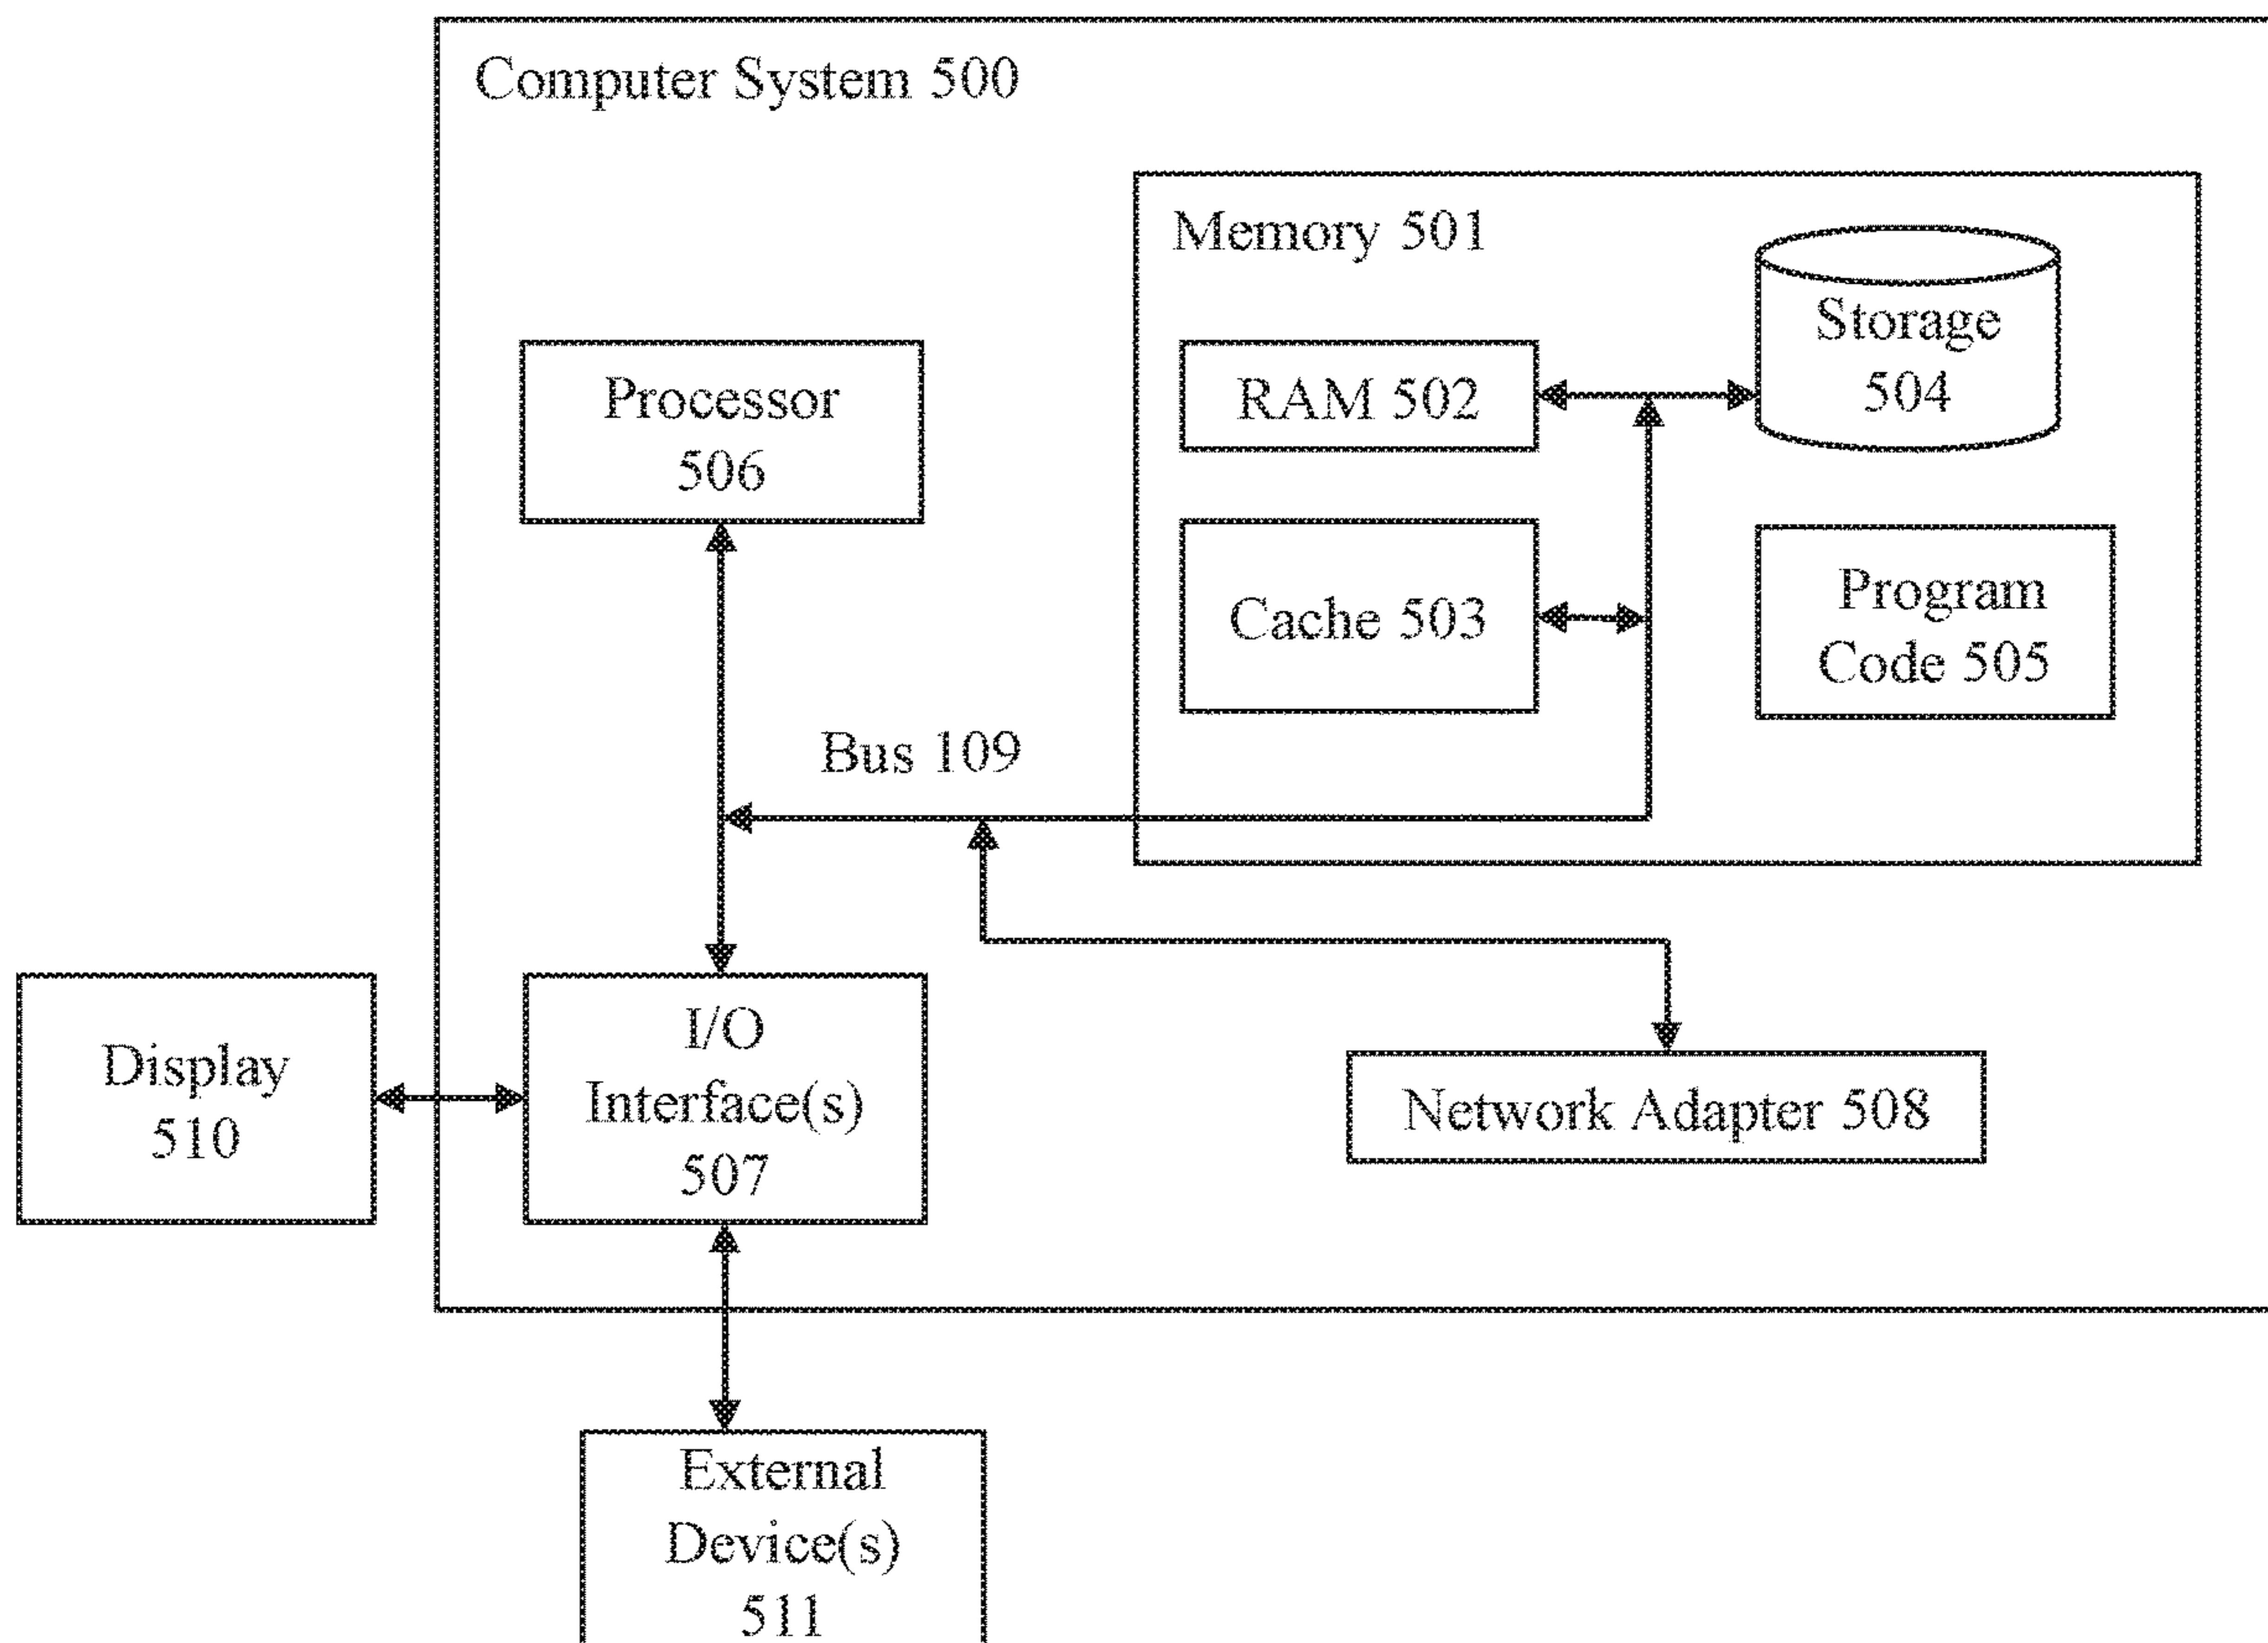 Computer System 500
Memory 501
Storage
504
Processor
506
RAM 502
Cache 503
Program
Code 505
Bus 109
Display
510
I/O
Interface(s)
507
Network Adapter 508
External
Device(s)
511